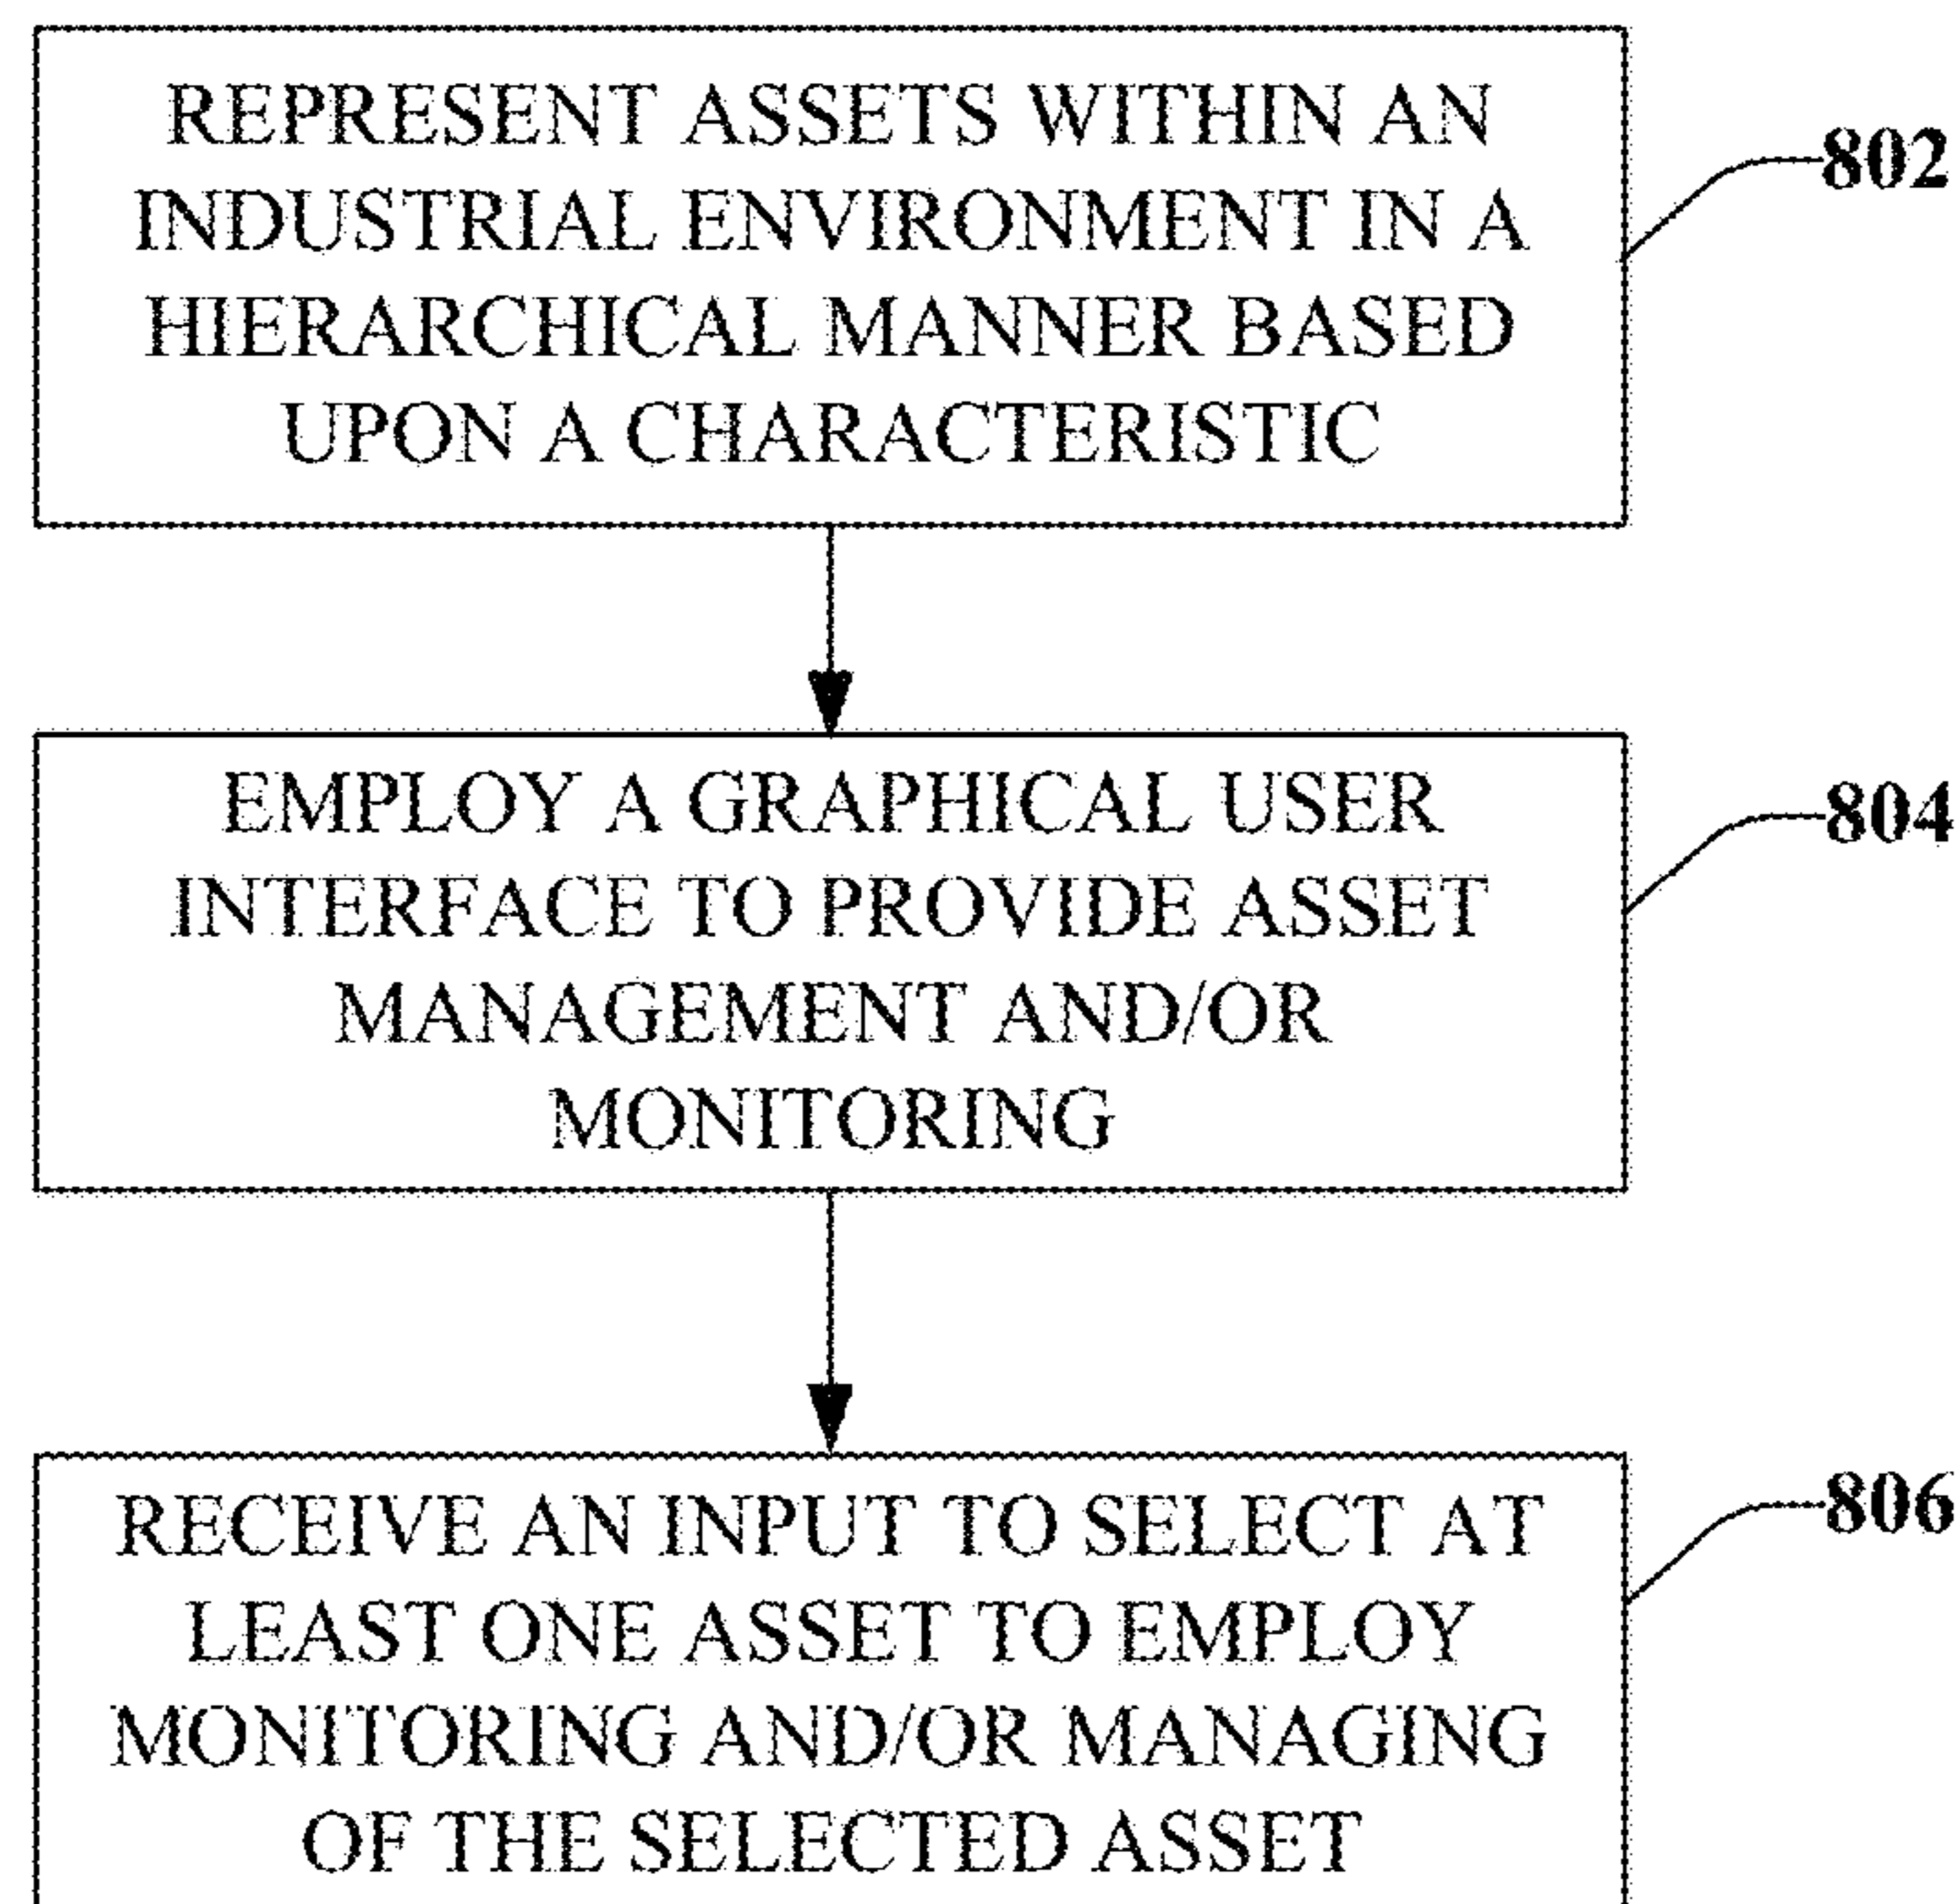 REPRESENT ASSETS WITHIN AN
INDUSTRIAL ENVIRONMENT IN A
HIERARCHICAL MANNER BASED
UPON A CHARACTERISTIC
802
EMPLOY A GRAPHICAL USER
INTERFACE TO PROVIDE ASSET
MANAGEMENT AND/OR
MONITORING
804
RECEIVE AN INPUT TO SELECT AT
LEAST ONE ASSET TO EMPLOY
MONITORING AND/OR MANAGING
OF THE SELECTED ASSET
806